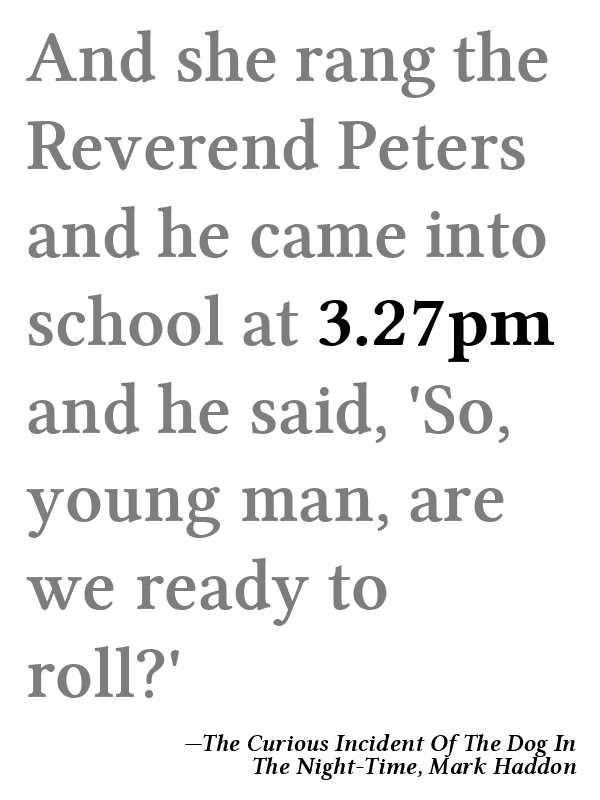 And she rang the
Reverend Peters
and he came into
school at 3.27pm
and he said, 'So,
young man, are
we ready to
roll?'
—The Curious Incident Of The Dog In
The Night-Time, Mark Haddon